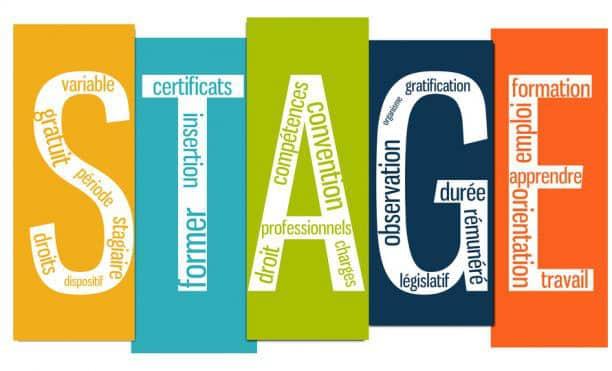 STAGE
variable
gratuit
période
stagiaire
droits
dispositif
certificats
insertion
former
compétences
convention
professionnels
droit
charges
gratification
organisme
observation
durée
rémunéré
législatif
formation
emploi
apprendre
orientation
travail